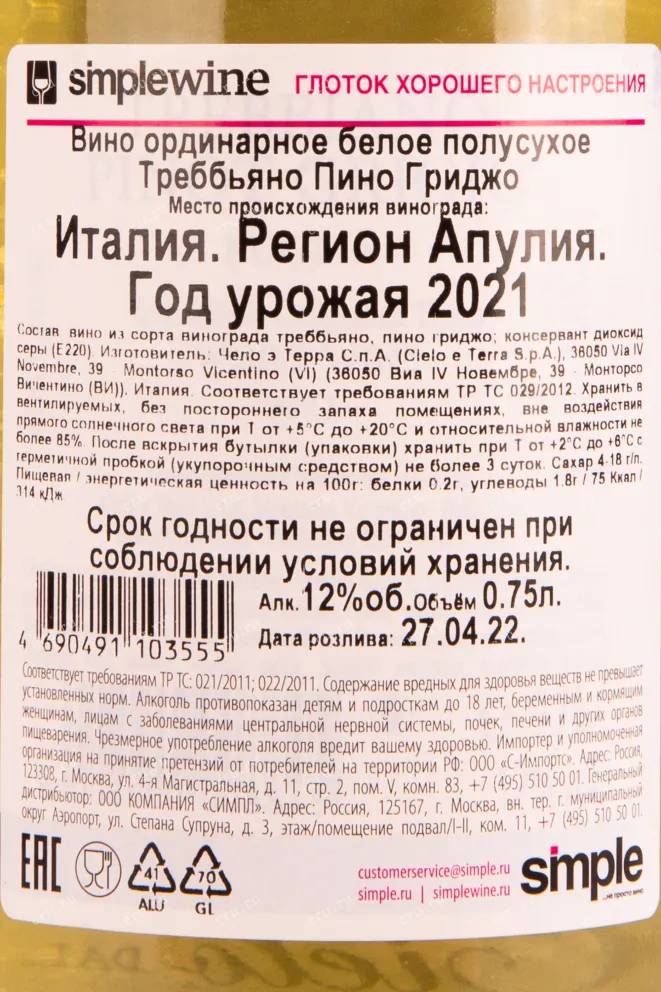 simplewine ГЛОТОК ХОРОШЕГО НАСТРОЕНИЯ
Вино ординарное белое полусухое
Треббьяно Пино Гриджо
Место происхождения винограда:
Италия. Регион Апулия.
Год урожая 2021
Состав: вино из сорта винограда треббьяно, пино гриджо; консервант диоксид
серы (Е220). Изготовитель: Чело э Терра С.п.А. (Cielo e Terra S.p.A.), 36050 Via IV
Novembre, 39 - Montorso Vicentino (VI) (36050 Виа IV Новембре, 39 - Монторсо
Вичентино (ВИ)). Италия. Соответствует требованиям ТР ТС 029/2012. Хранить в
вентилируемых, без постороннего запаха помещениях, вне воздействия
прямого солнечного света при Т от +5°С до +20°С и относительной влажности не
более 85%. После вскрытия бутылки (упаковки) хранить при Т от +2°С до +6°С с
герметичной пробкой (укупорочным средством) не более 3 суток. Сахар 4-18 г/л.
Пищевая / энергетическая ценность на 100г: белки 0.2г, углеводы 1.8г / 75 Ккал /
314 кДж
Срок годности не ограничен при
соблюдении условий хранения.
Алк. 12%об. Объём 0.75л.
Дата розлива: 27.04.22.
4 690491 103555
Соответствует требованиям ТР ТС: 021/2011; 022/2011. Содержание вредных для здоровья веществ не превышает
установленных норм. Алкоголь противопоказан детям и подросткам до 18 лет, беременным и кормящим
женщинам, лицам с заболеваниями центральной нервной системы, почек, печени и других органов
пищеварения. Чрезмерное употребление алкоголя вредит вашему здоровью. Импортер и уполномоченная
организация на принятие претензий от потребителей на территории РФ: ООО «С-Импортс». Адрес: Россия,
123308, г. Москва, ул. 4-я Магистральная, д. 11, стр. 2, пом. V, комн. 83, +7 (495) 510 50 01. Генеральный
дистрибьютор: ООО КОМПАНИЯ «СИМПЛ». Адрес: Россия, 125167, г. Москва, вн. тер. г. муниципальный
округ Аэропорт, ул. Степана Супруна, д. 3, этаж/помещение подвал/I-II, ком. 11, +7 (495) 510 50 01.
EAC
41
ALU
70
GL
customerservice@simple.ru
simple.ru | simplewine.ru
simple
...не просто вино